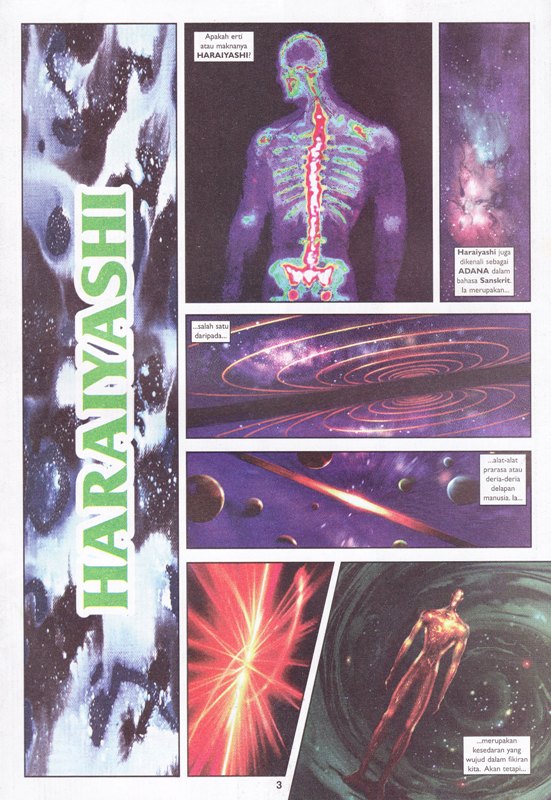 HARAIYASHI
Apakah erti
atau maknanya
HARAIYASHI?
Haraiyashi juga
dikenali sebagai
ADANA dalam
bahasa Sanskrit.
Ia merupakan...
...salah satu
daripada...
...alat-alat
prarasa atau
deria-deria
delapan
manusia. Ia...
...merupakan
kesedaran yang
wujud dalam fikiran
kita. Akan tetapi...
3